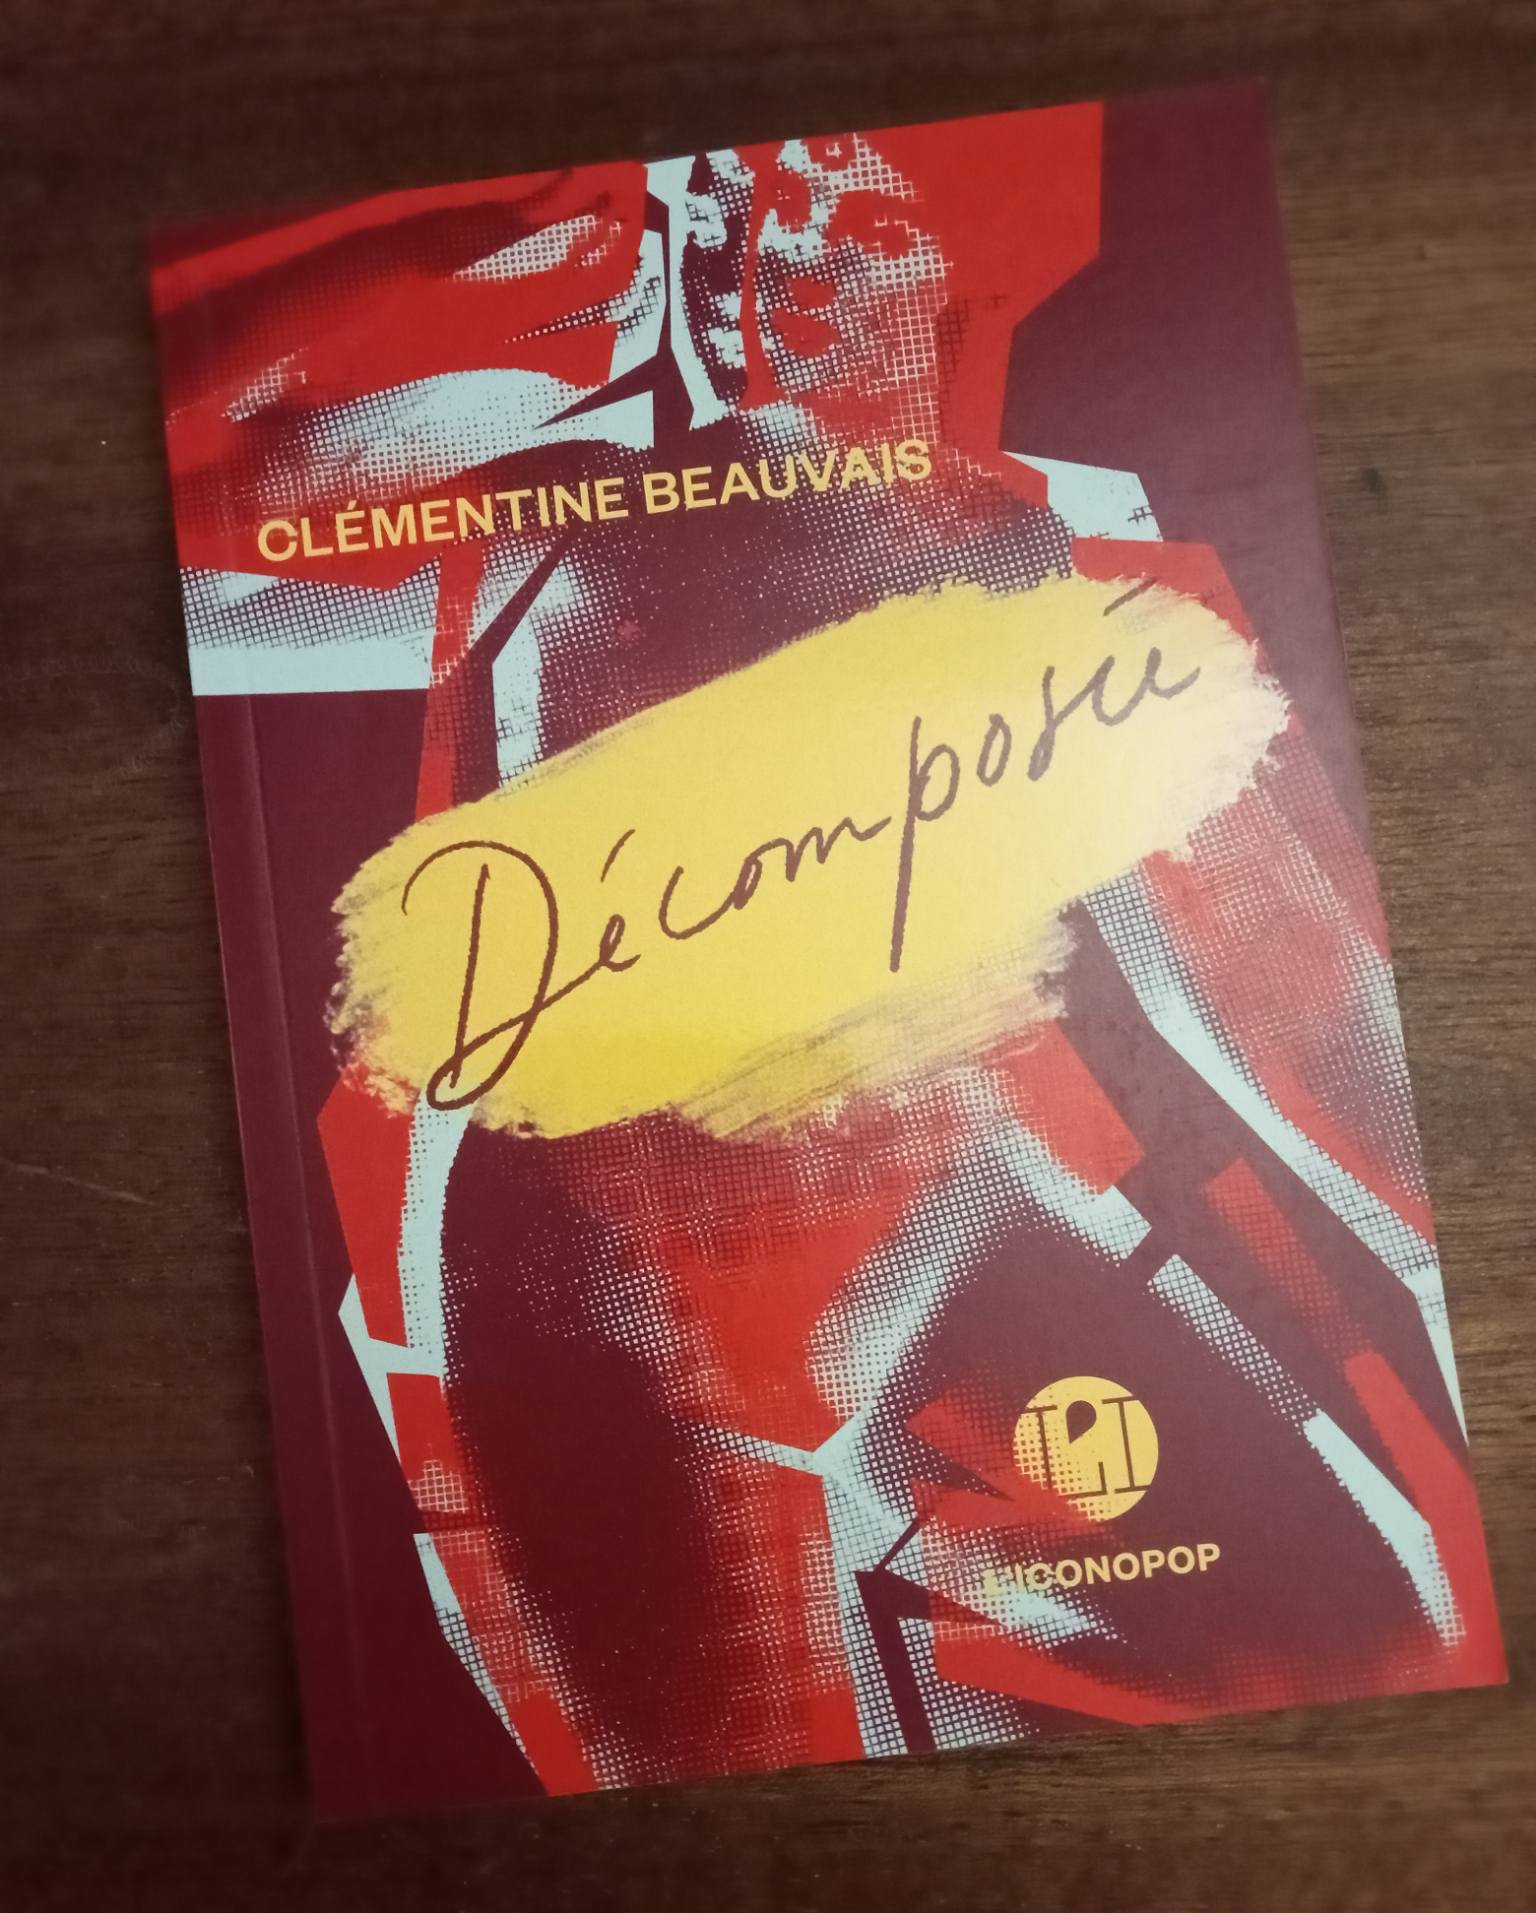 CLÉMENTINE BEAUVAIS
Décomposée
L'ICONOPOP